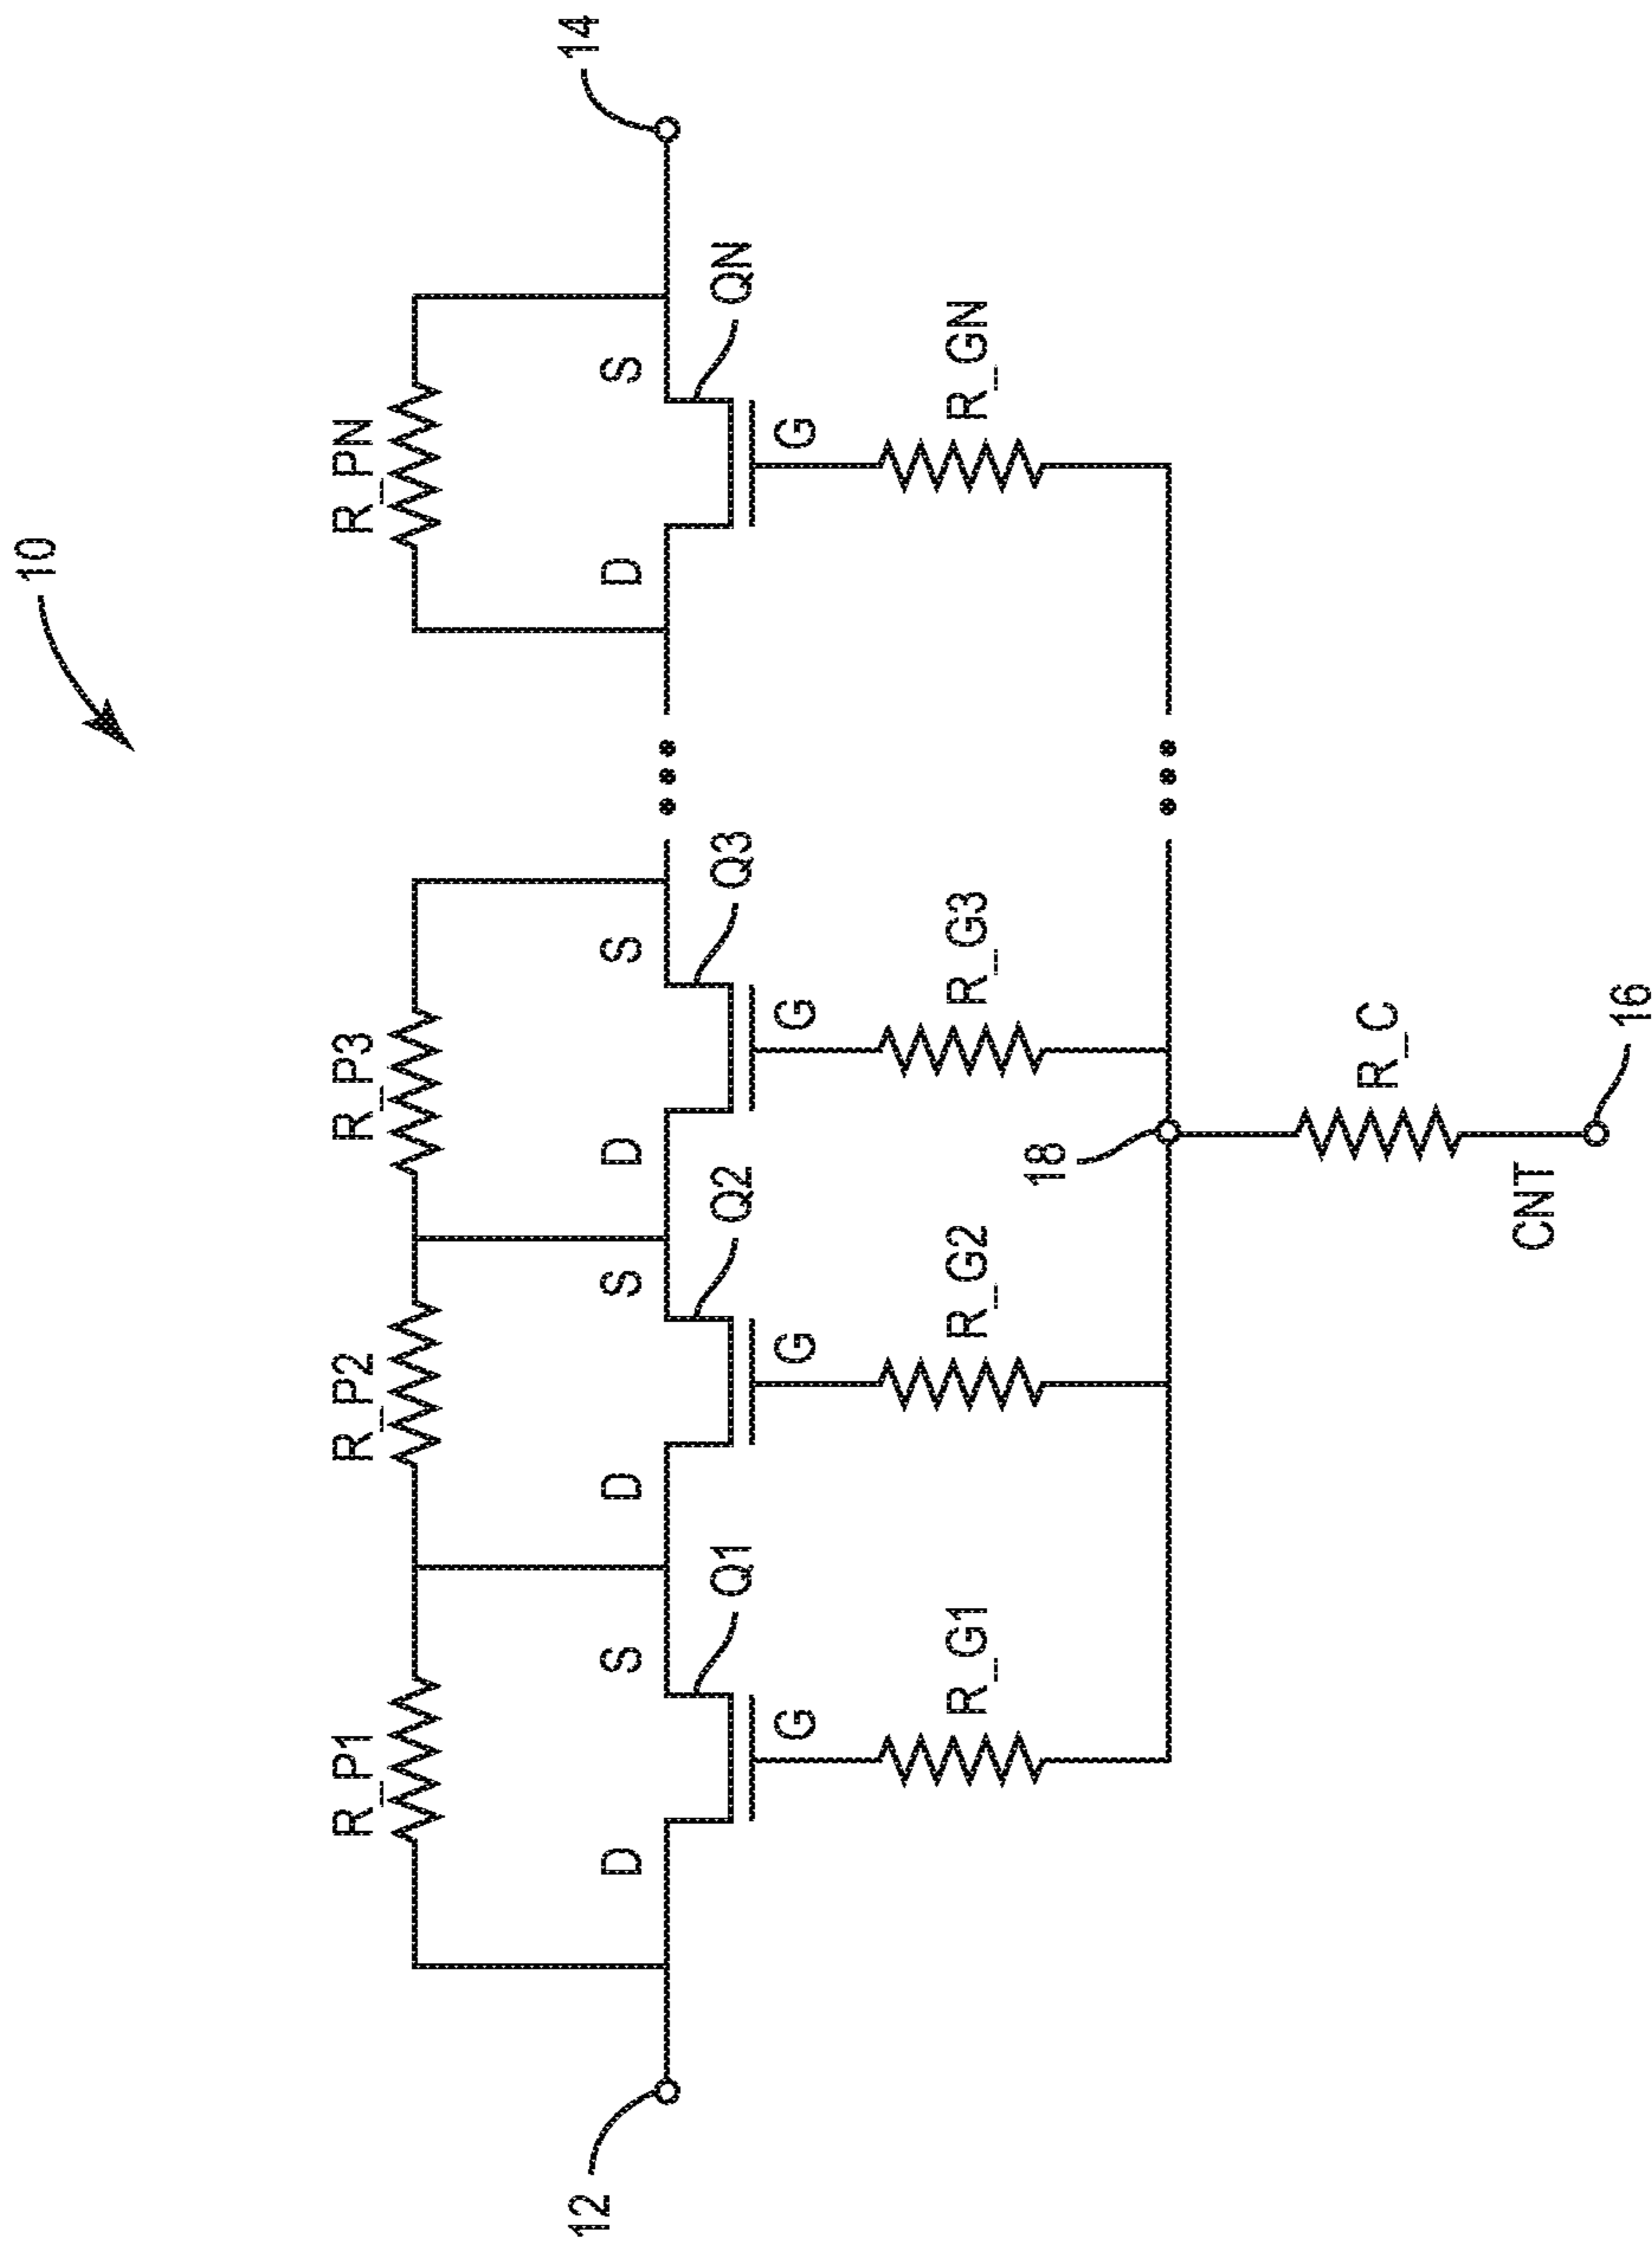 10
R_P1
R_P2
R_P3
R_PN
12
D
S
D
S
D
S
D
S
14
Q1
Q2
Q3
QN
G
G
G
G
R_G1
R_G2
R_G3
R_GN
18
R_C
CNT
16